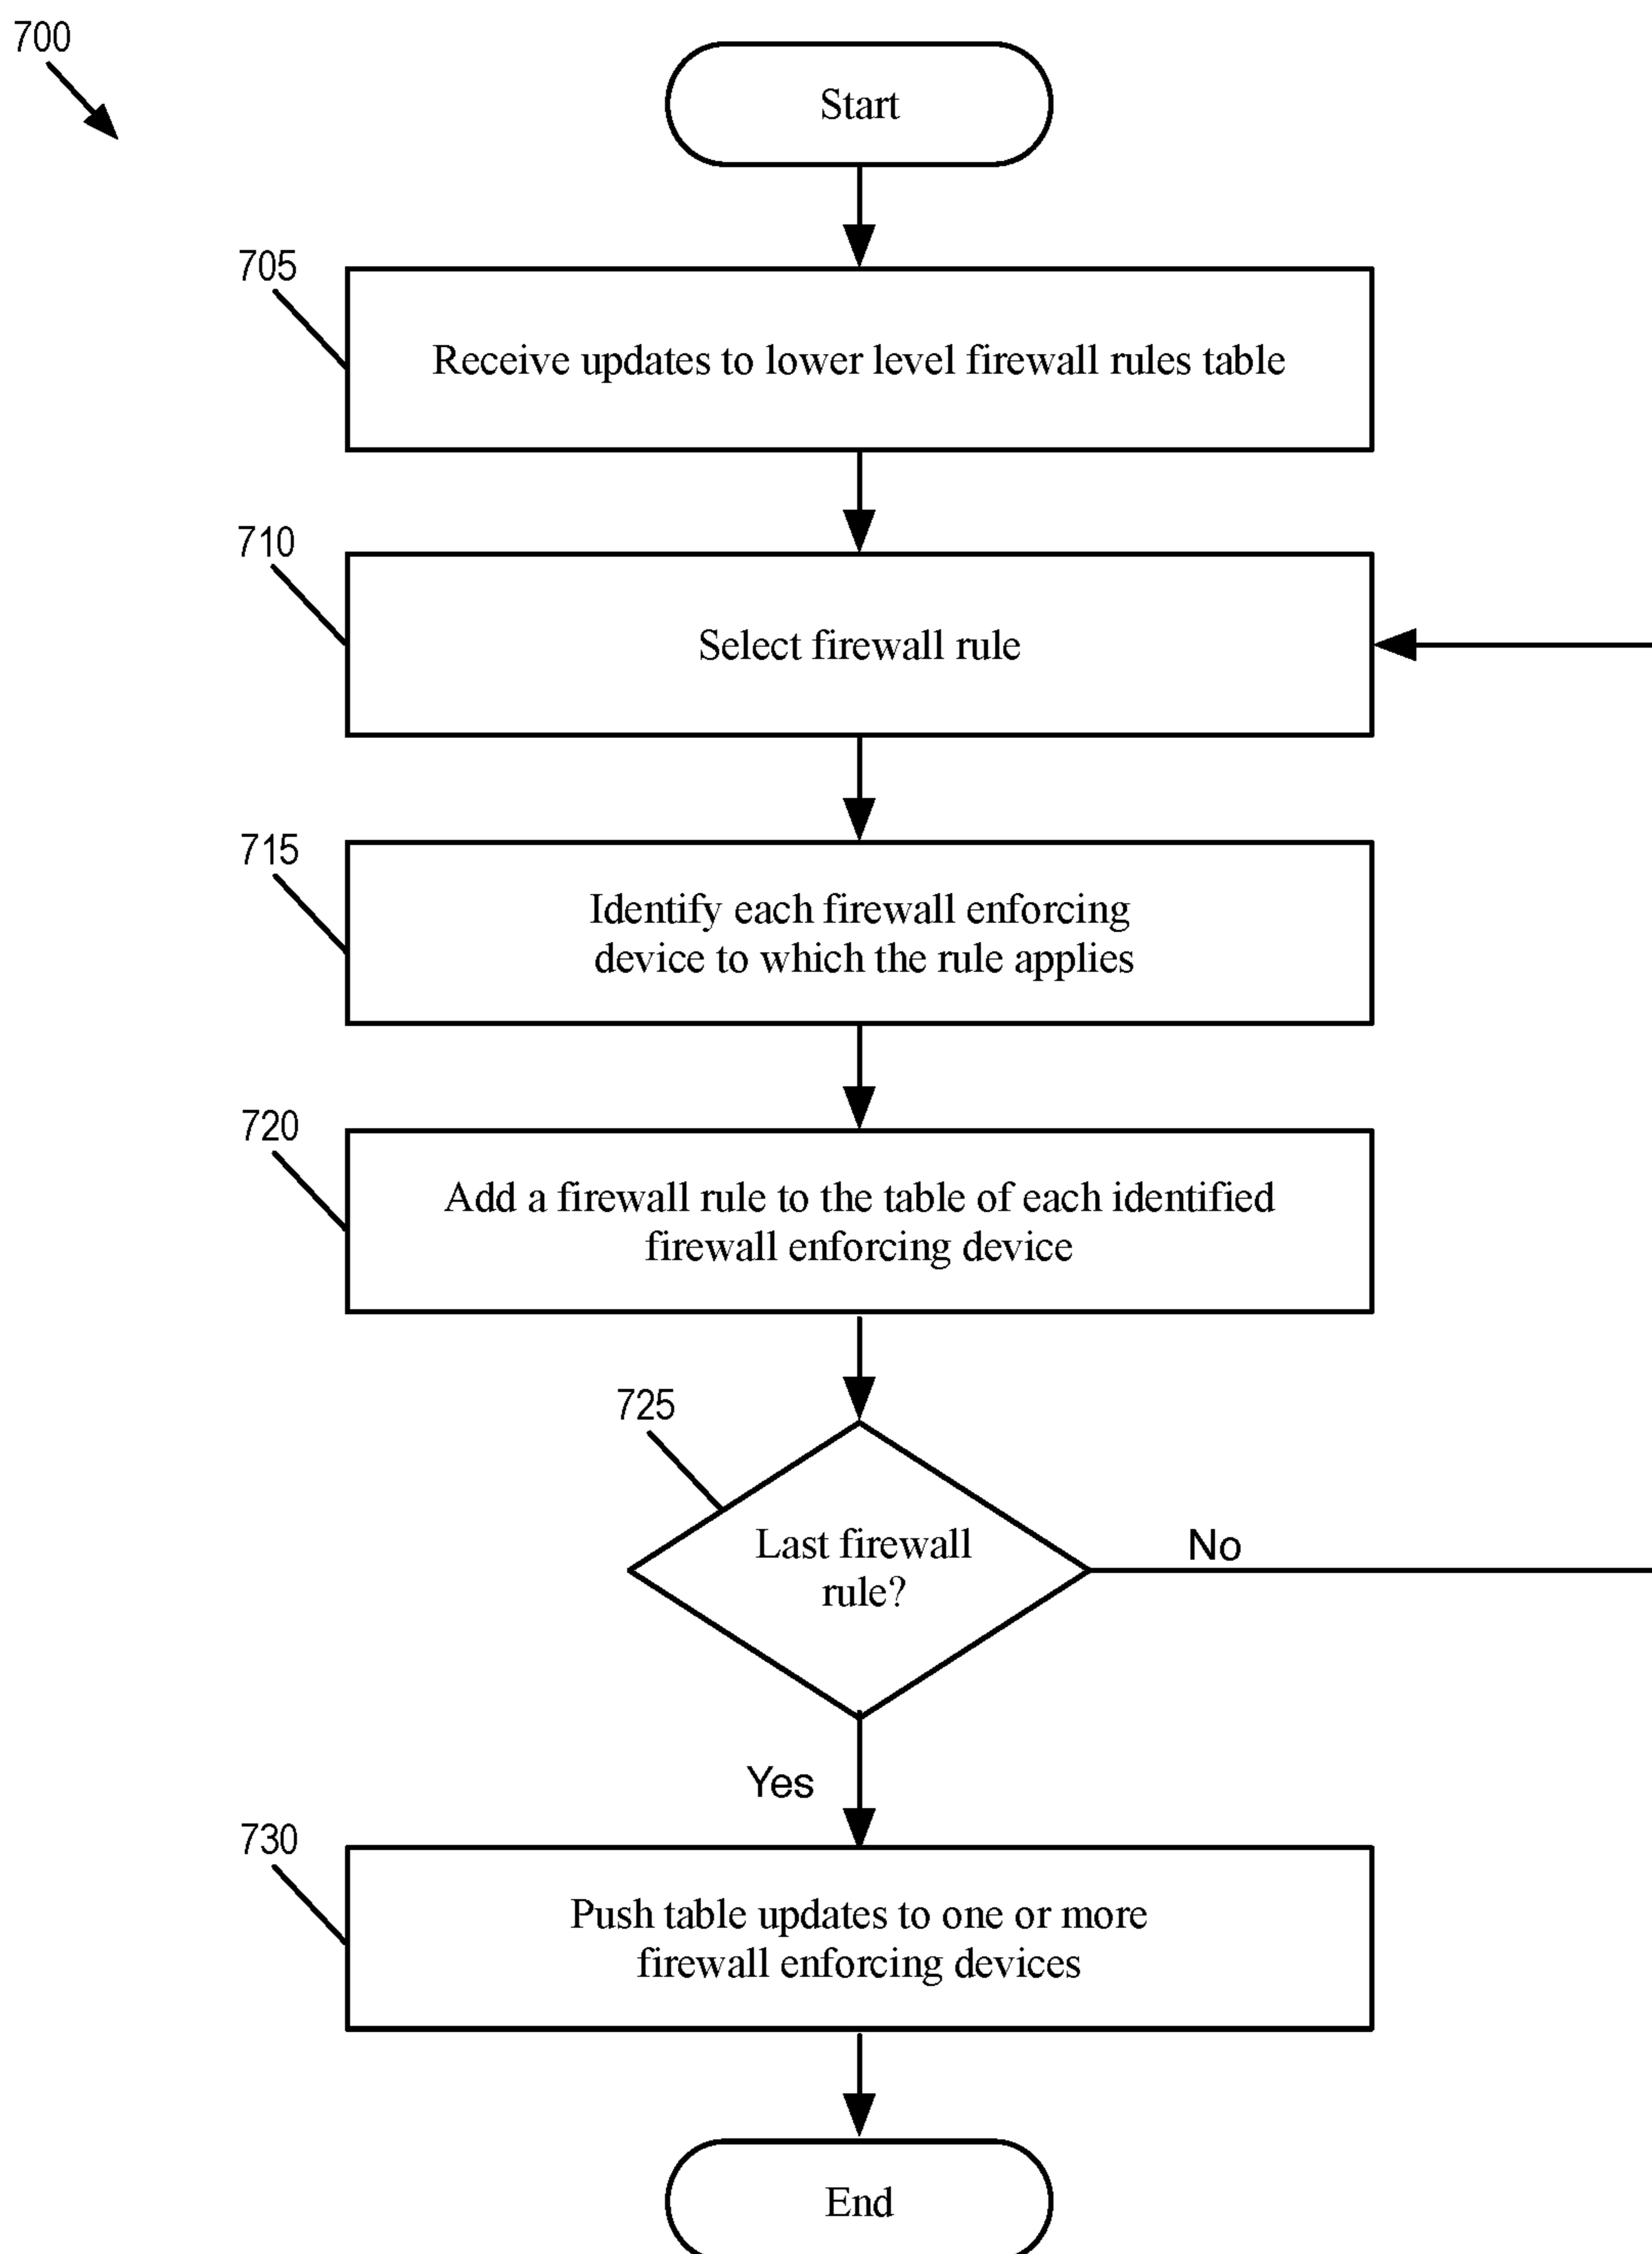 700
Start
705
Receive updates to lower level firewall rules table
710
Select firewall rule
715
Identify each firewall enforcing
device to which the rule applies
720
Add a firewall rule to the table of each identified
firewall enforcing device
725
Last firewall
rule?
No
Yes
730
Push table updates to one or more
firewall enforcing devices
End